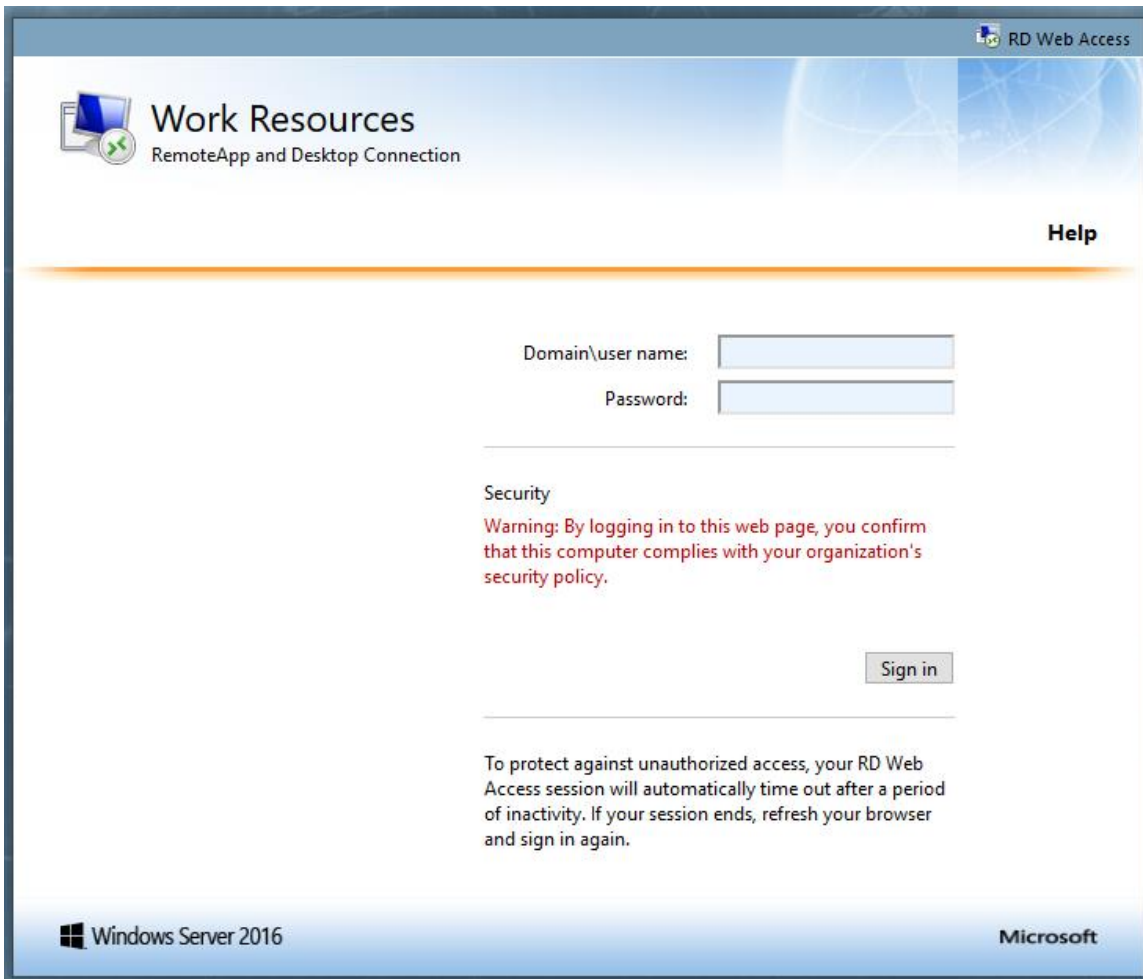 RD Web Access
Work Resources
RemoteApp and Desktop Connection
Help
Domain\user name:
Password:
Security
Warning: By logging in to this web page, you confirm
that this computer complies with your organization's
security policy.
Sign in
To protect against unauthorized access, your RD Web
Access session will automatically time out after a period
of inactivity. If your session ends, refresh your browser
and sign in again.
Windows Server 2016
Microsoft